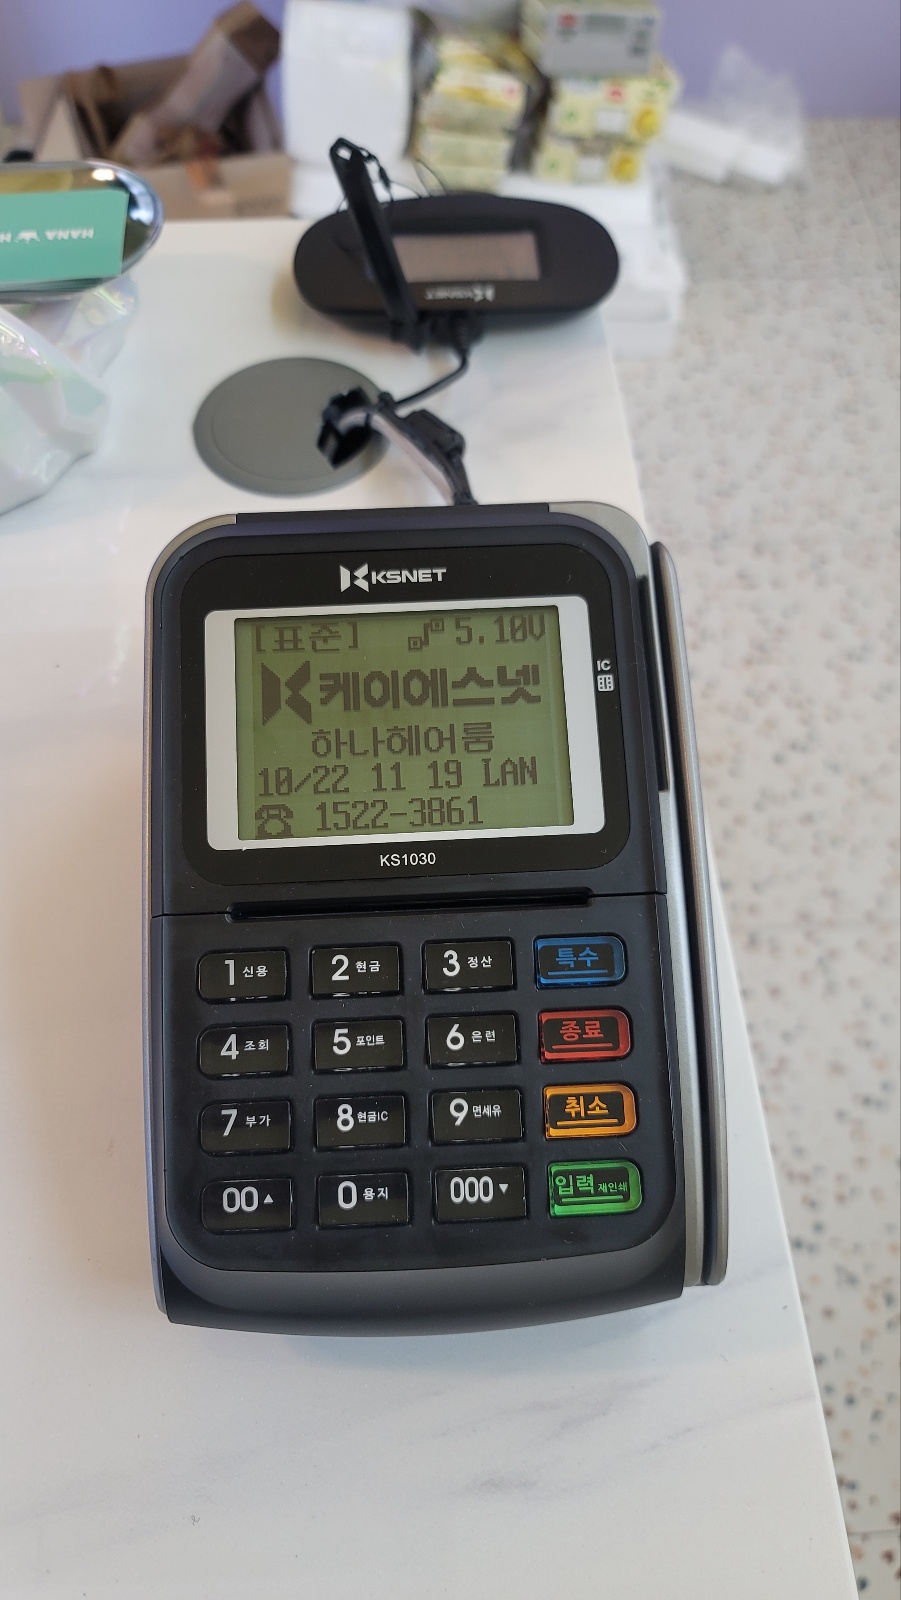 HANA H
KSNET
KSNET
[표준] 5.10V
케이에스넷
하나헤어룸
10/22 11 19 LAN
☎ 1522-3861
IC
KS1030
1 신용 2 현금 3 정산 특수
4 조회 5 포인트 6 은련 종료
7 부가 8 현금IC 9 면세유 취소
00▲ 0 용지 000▼ 입력 재인쇄